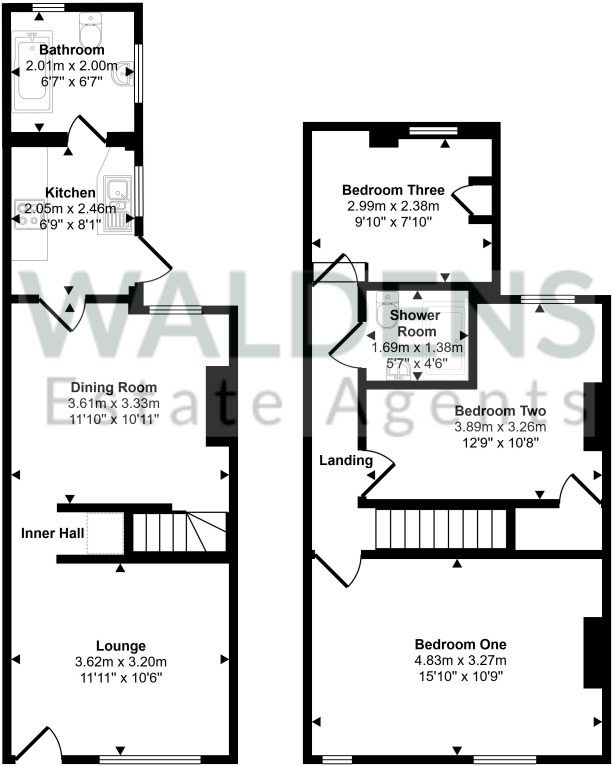 Bathroom
2.01m x 2.00m
6'7" x 6'7"
Kitchen
2.05m x 2.46m
6'9" x 8'1"
Dining Room
3.61m x 3.33m
11'10" x 10'11"
Inner Hall
Lounge
3.62m x 3.20m
11'11" x 10'6"
Bedroom Three
2.99m x 2.38m
9'10" x 7'10"
Shower
Room
1.69m x 1.38m
5'7" x 4'6"
Bedroom Two
3.89m x 3.26m
12'9" x 10'8"
Landing
Bedroom One
4.83m x 3.27m
15'10" x 10'9"
WALDENS
Estate Agents